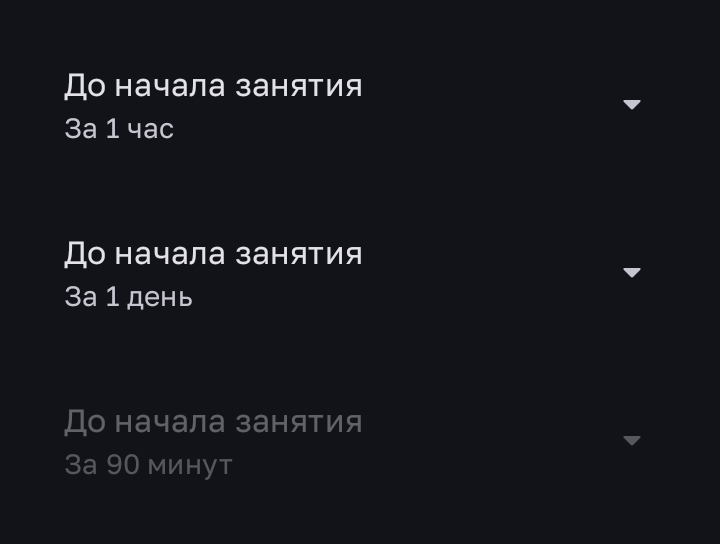 До начала занятия
За 1 час
До начала занятия
За 1 день
До начала занятия
За 90 минут